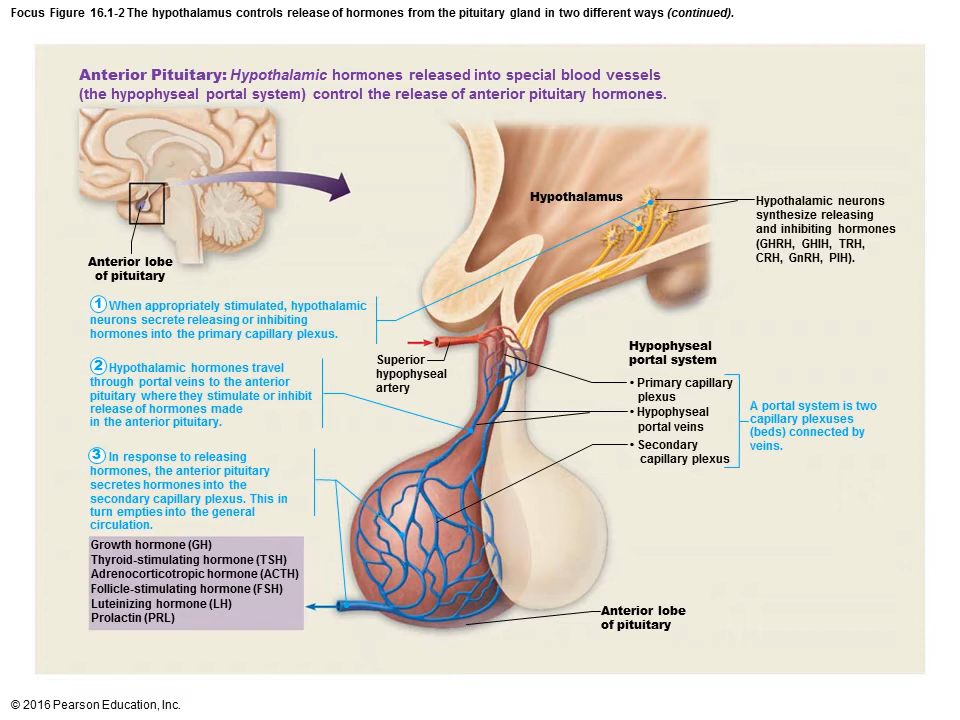 Focus Figure 16.1-2 The hypothalamus controls release of hormones from the pituitary gland in two different ways (continued).
Anterior Pituitary: Hypothalamic hormones released into special blood vessels
(the hypophyseal portal system) control the release of anterior pituitary hormones.
Hypothalamus
Hypothalamic neurons
synthesize releasing
and inhibiting hormones
(GHRH, GHIH, TRH,
CRH, GnRH, PIH).
Anterior lobe
of pituitary
1 When appropriately stimulated, hypothalamic
neurons secrete releasing or inhibiting
hormones into the primary capillary plexus.
Superior
hypophyseal
artery
Hypophyseal
portal system
2 Hypothalamic hormones travel
through portal veins to the anterior
pituitary where they stimulate or inhibit
release of hormones made
in the anterior pituitary.
• Primary capillary
plexus
• Hypophyseal
portal veins
• Secondary
capillary plexus
A portal system is two
capillary plexuses
(beds) connected by
veins.
3 In response to releasing
hormones, the anterior pituitary
secretes hormones into the
secondary capillary plexus. This in
turn empties into the general
circulation.
Growth hormone (GH)
Thyroid-stimulating hormone (TSH)
Adrenocorticotropic hormone (ACTH)
Follicle-stimulating hormone (FSH)
Luteinizing hormone (LH)
Prolactin (PRL)
Anterior lobe
of pituitary
© 2016 Pearson Education, Inc.